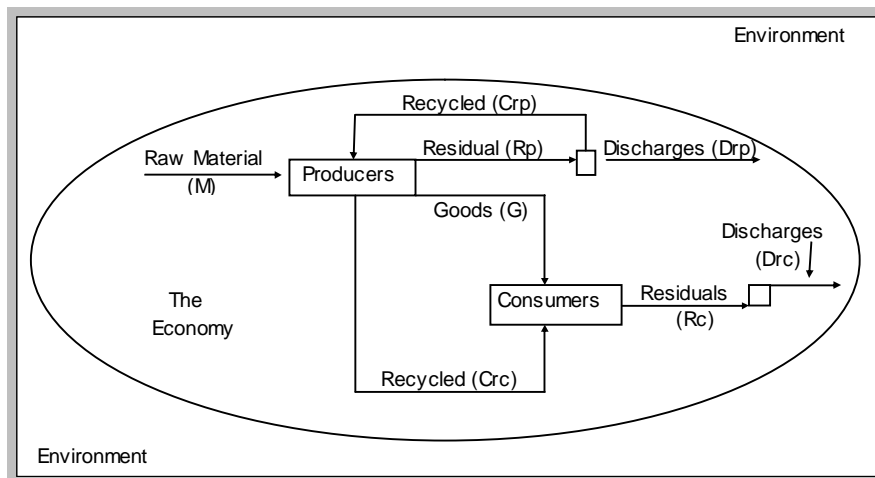 Environment
Recycled (Crp)
Raw Material
(M)
Residual (Rp)
Discharges (Drp)
Producers
Goods (G)
Discharges
(Drc)
The
Economy
Consumers
Residuals
(Rc)
Recycled (Crc)
Environment